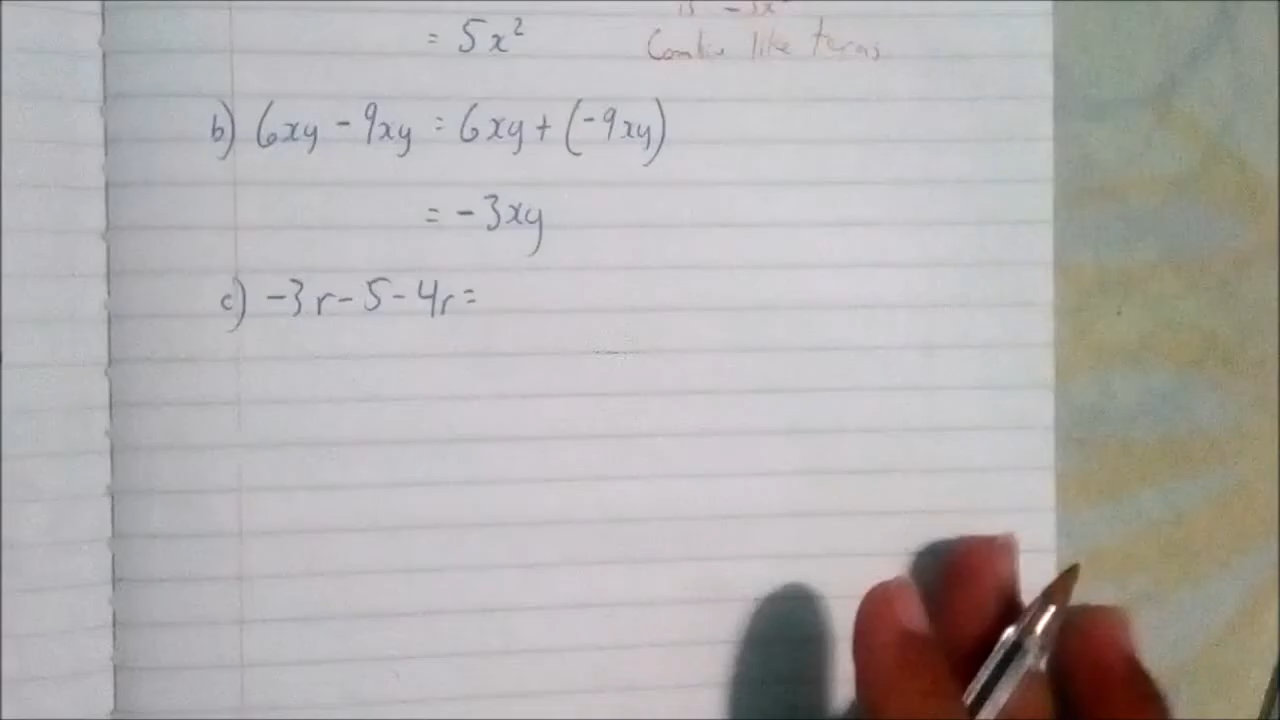 = 5x²
Combine like terms
b) 6xy - 9xy = 6xy + (-9xy)
= -3xy
c) -3r - 5 - 4r =